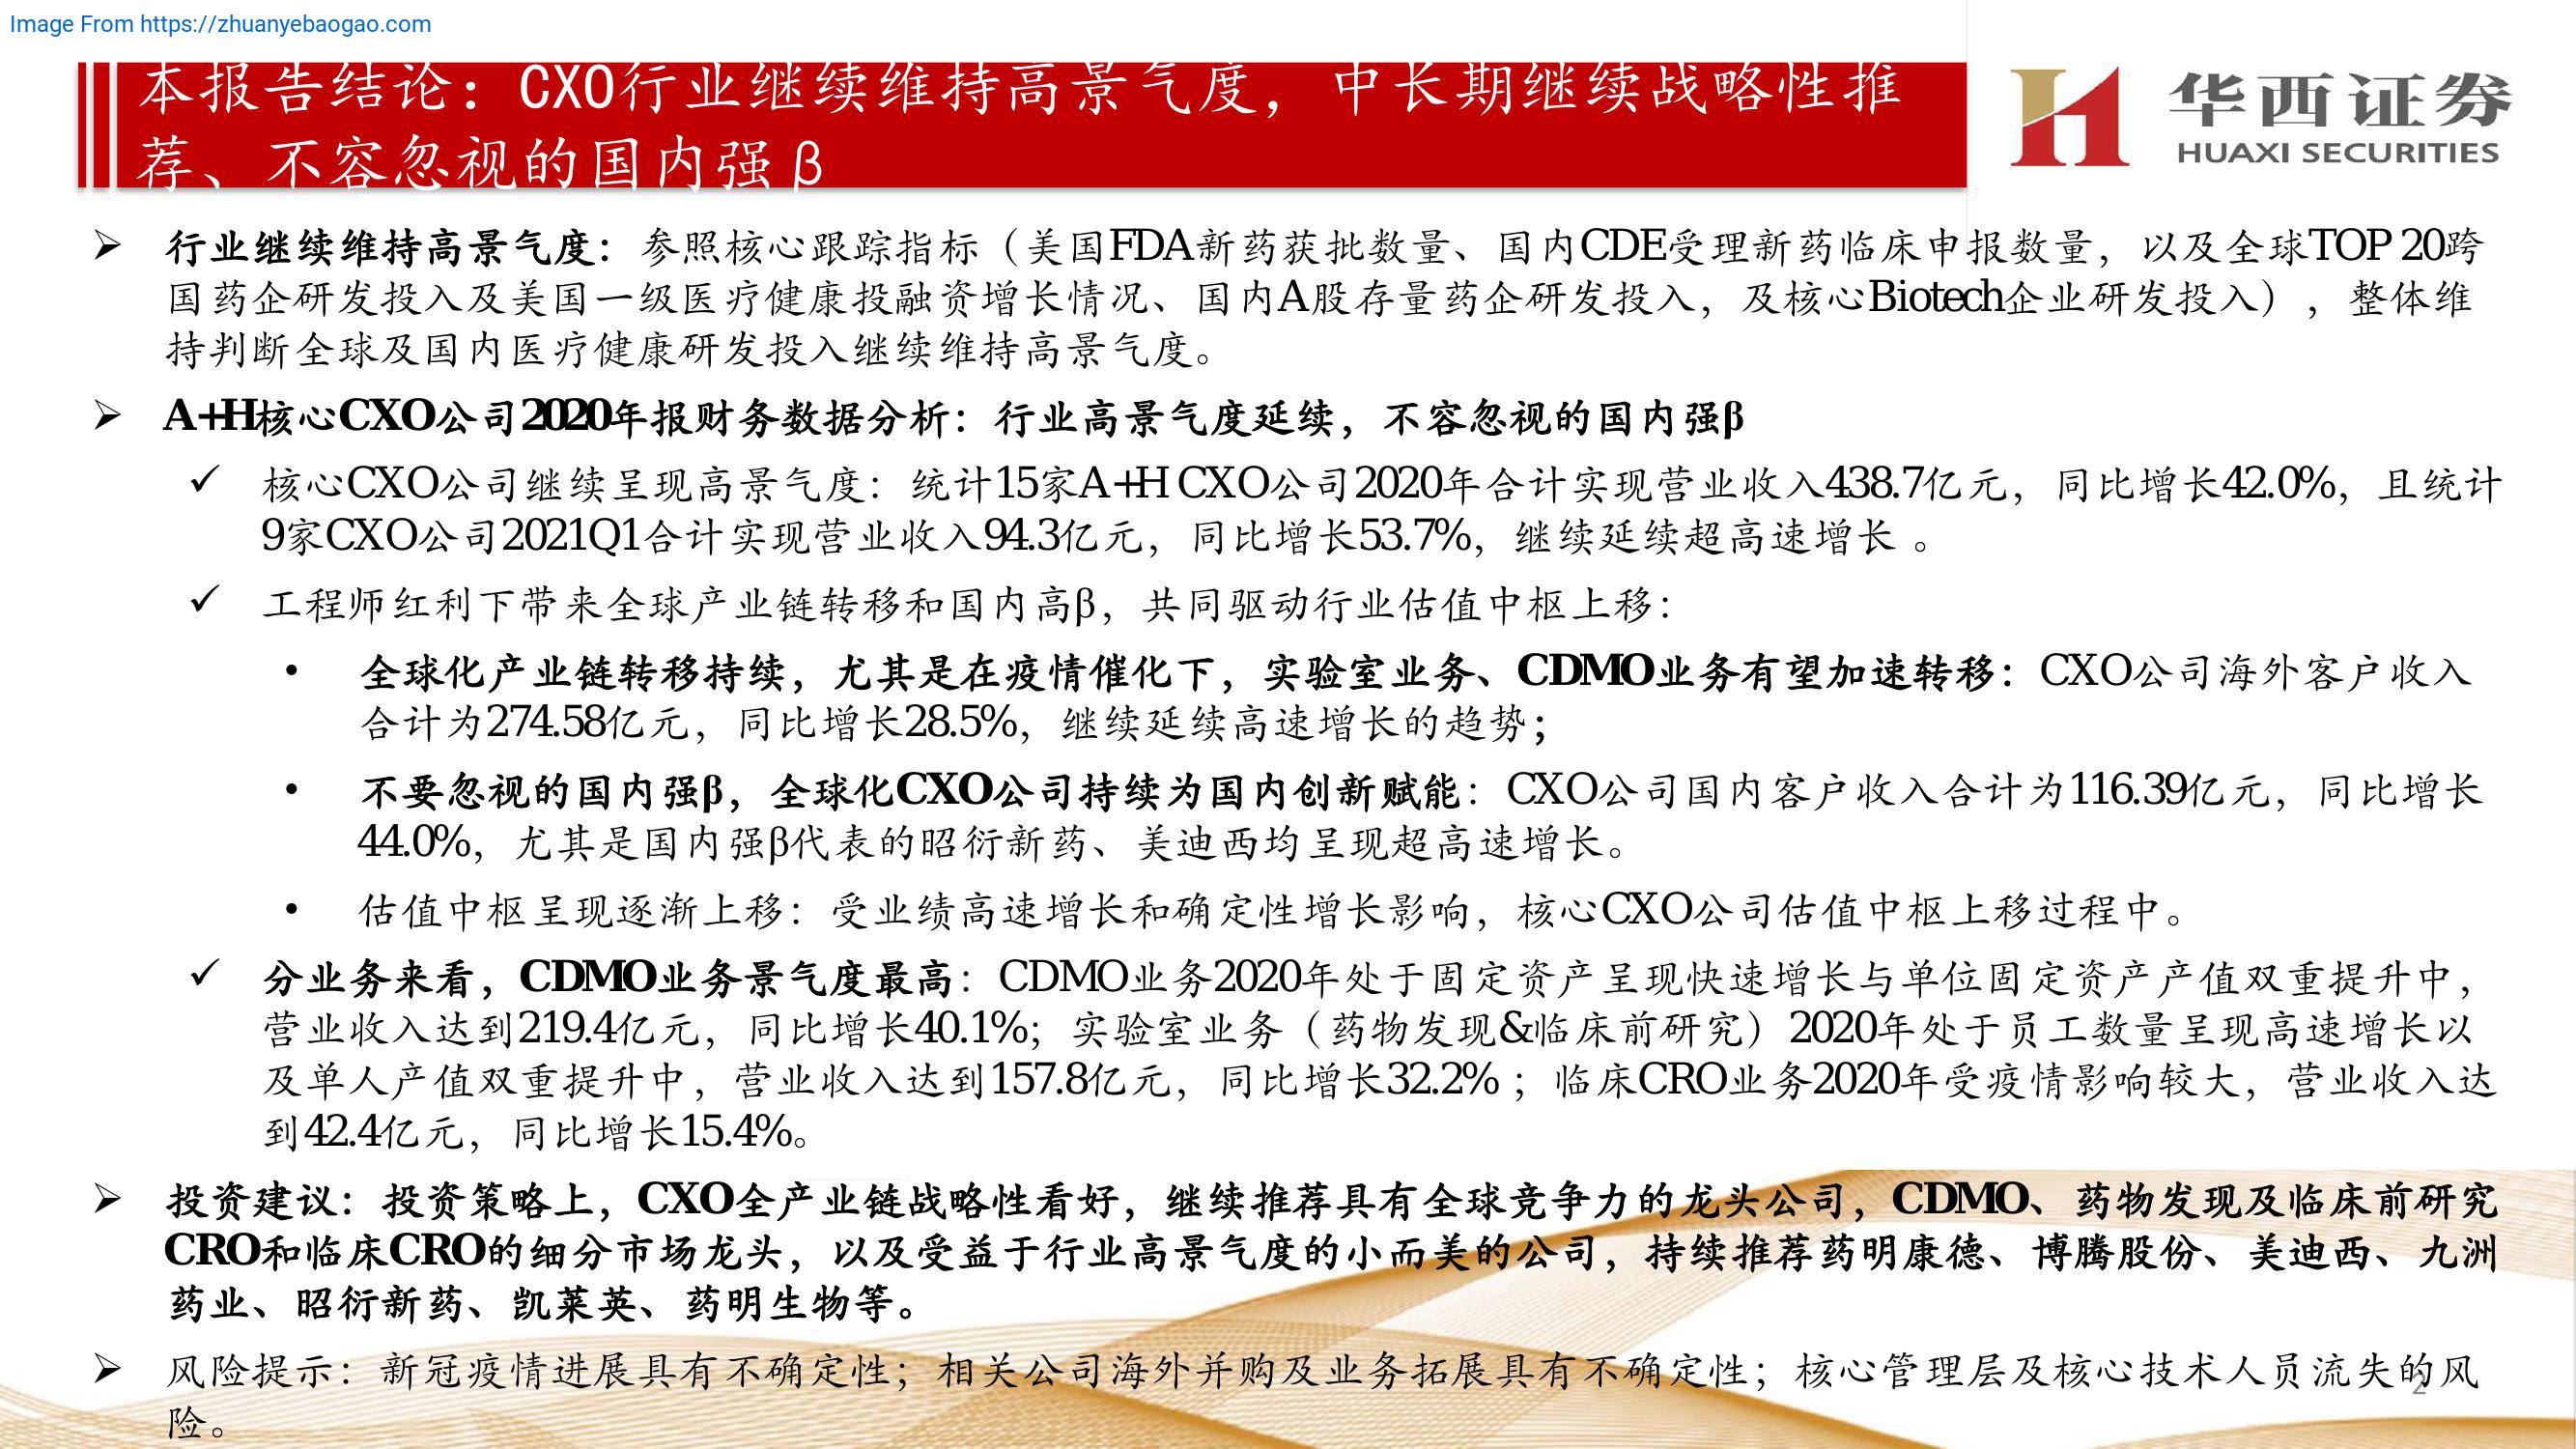 Image From https://zhuanyebaogao.com
本报告结论：CXO行业继续维持高景气度，中长期继续战略性推
荐、不容忽视的国内强β
华西证券
HUAXI SECURITIES
➢ 行业继续维持高景气度：参照核心跟踪指标（美国FDA新药获批数量、国内CDE受理新药临床申报数量，以及全球TOP 20跨
国药企研发投入及美国一级医疗健康投融资增长情况、国内A股存量药企研发投入，及核心Biotech企业研发投入），整体维
持判断全球及国内医疗健康研发投入继续维持高景气度。
➢ A+H核心CXO公司2020年报财务数据分析：行业高景气度延续，不容忽视的国内强β
✓ 核心CXO公司继续呈现高景气度：统计15家A+H CXO公司2020年合计实现营业收入438.7亿元，同比增长42.0%，且统计
9家CXO公司2021Q1合计实现营业收入94.3亿元，同比增长53.7%，继续延续超高速增长 。
✓ 工程师红利下带来全球产业链转移和国内高β，共同驱动行业估值中枢上移：
• 全球化产业链转移持续，尤其是在疫情催化下，实验室业务、CDMO业务有望加速转移：CXO公司海外客户收入
合计为274.58亿元，同比增长28.5%，继续延续高速增长的趋势；
• 不要忽视的国内强β，全球化CXO公司持续为国内创新赋能：CXO公司国内客户收入合计为116.39亿元，同比增长
44.0%，尤其是国内强β代表的昭衍新药、美迪西均呈现超高速增长。
• 估值中枢呈现逐渐上移：受业绩高速增长和确定性增长影响，核心CXO公司估值中枢上移过程中。
✓ 分业务来看，CDMO业务景气度最高：CDMO业务2020年处于固定资产呈现快速增长与单位固定资产产值双重提升中，
营业收入达到219.4亿元，同比增长40.1%；实验室业务（药物发现&临床前研究）2020年处于员工数量呈现高速增长以
及单人产值双重提升中，营业收入达到157.8亿元，同比增长32.2% ；临床CRO业务2020年受疫情影响较大，营业收入达
到42.4亿元，同比增长15.4%。
➢ 投资建议：投资策略上，CXO全产业链战略性看好，继续推荐具有全球竞争力的龙头公司，CDMO、药物发现及临床前研究
CRO和临床CRO的细分市场龙头，以及受益于行业高景气度的小而美的公司，持续推荐药明康德、博腾股份、美迪西、九洲
药业、昭衍新药、凯莱英、药明生物等。
➢ 风险提示：新冠疫情进展具有不确定性；相关公司海外并购及业务拓展具有不确定性；核心管理层及核心技术人员流失的风
险。
2